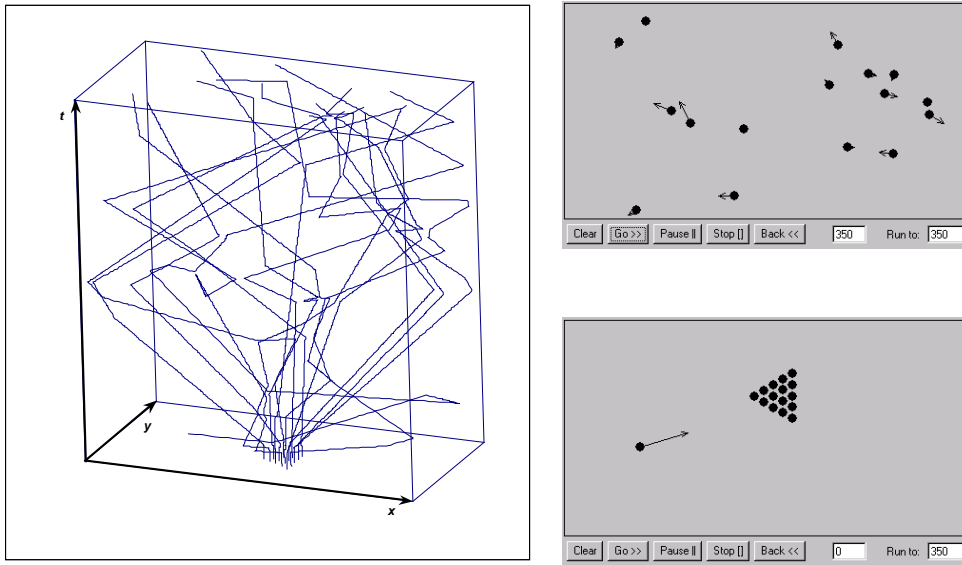 t
y
x
Clear Go >> Pause || Stop [] Back << 350 Run to: 350
Clear Go >> Pause || Stop [] Back << 0 Run to: 350